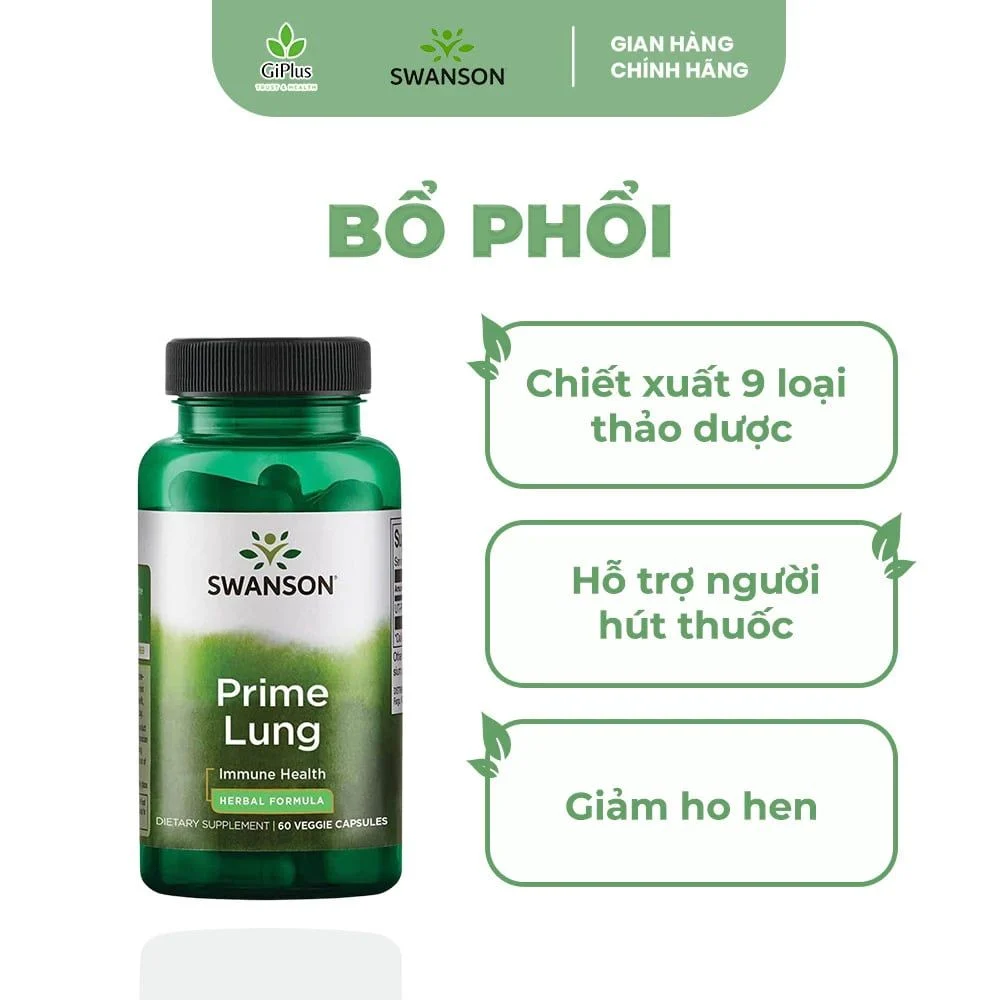 GiPlus
TRUST & HEALTH
SWANSON
GIAN HÀNG
CHÍNH HÃNG
BỔ PHỔI
Chiết xuất 9 loại
thảo dược
Hỗ trợ người
hút thuốc
Giảm ho hen
SWANSON®
Prime
Lung
Immune Health
HERBAL FORMULA
DIETARY SUPPLEMENT | 60 VEGGIE CAPSULES